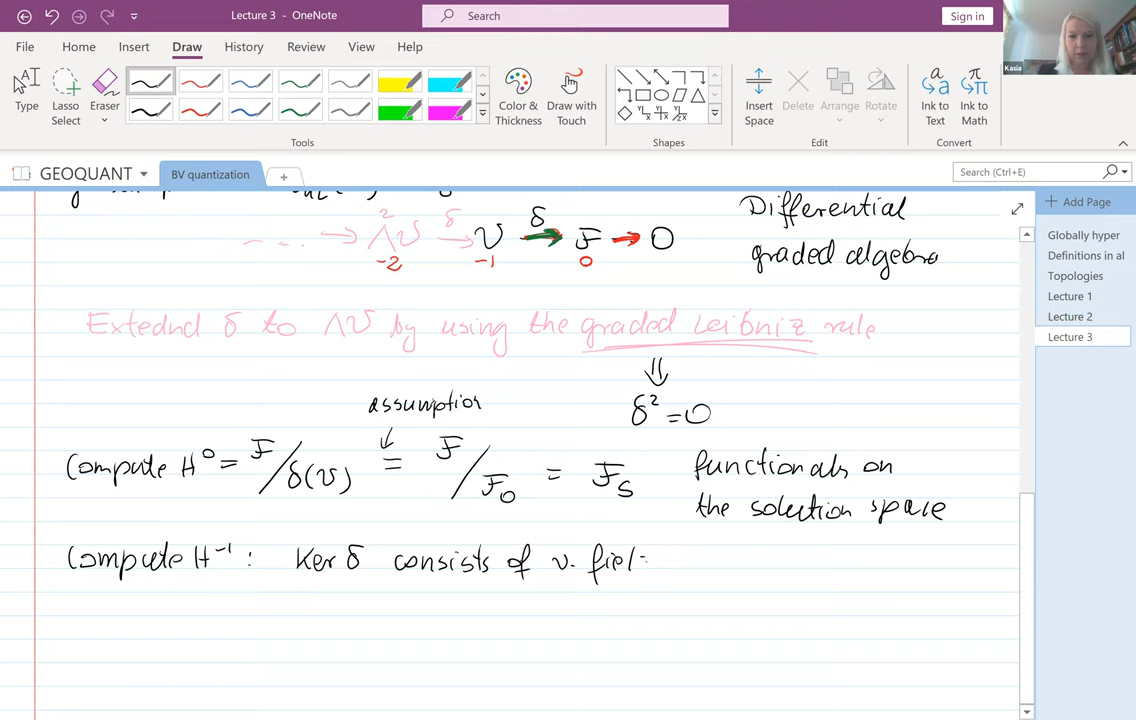 Lecture 3 - OneNote
Search
Sign in
File Home Insert Draw History Review View Help
Kasia
Type
Lasso Select
Eraser
Color & Thickness
Draw with Touch
Insert Space
Delete
Arrange
Rotate
Ink to Text
Ink to Math
Tools
Shapes
Edit
Convert
GEOQUANT
BV quantization
Search (Ctrl+E)
Add Page
Globally hyper
Definitions in al
Topologies
Lecture 1
Lecture 2
Lecture 3
Differential
graded algebra
---- → Λ²V →δ V →δ F → 0
-2 -1 0
Extednd δ to ΛV by using the graded Leibniz rule
⇓
δ² = 0
assumption
↓
Compute H⁰ = F/δ(V) = F/F₀ = F_S functionals on
the solution space
Compute H⁻¹ : Ker δ consists of v. fiel